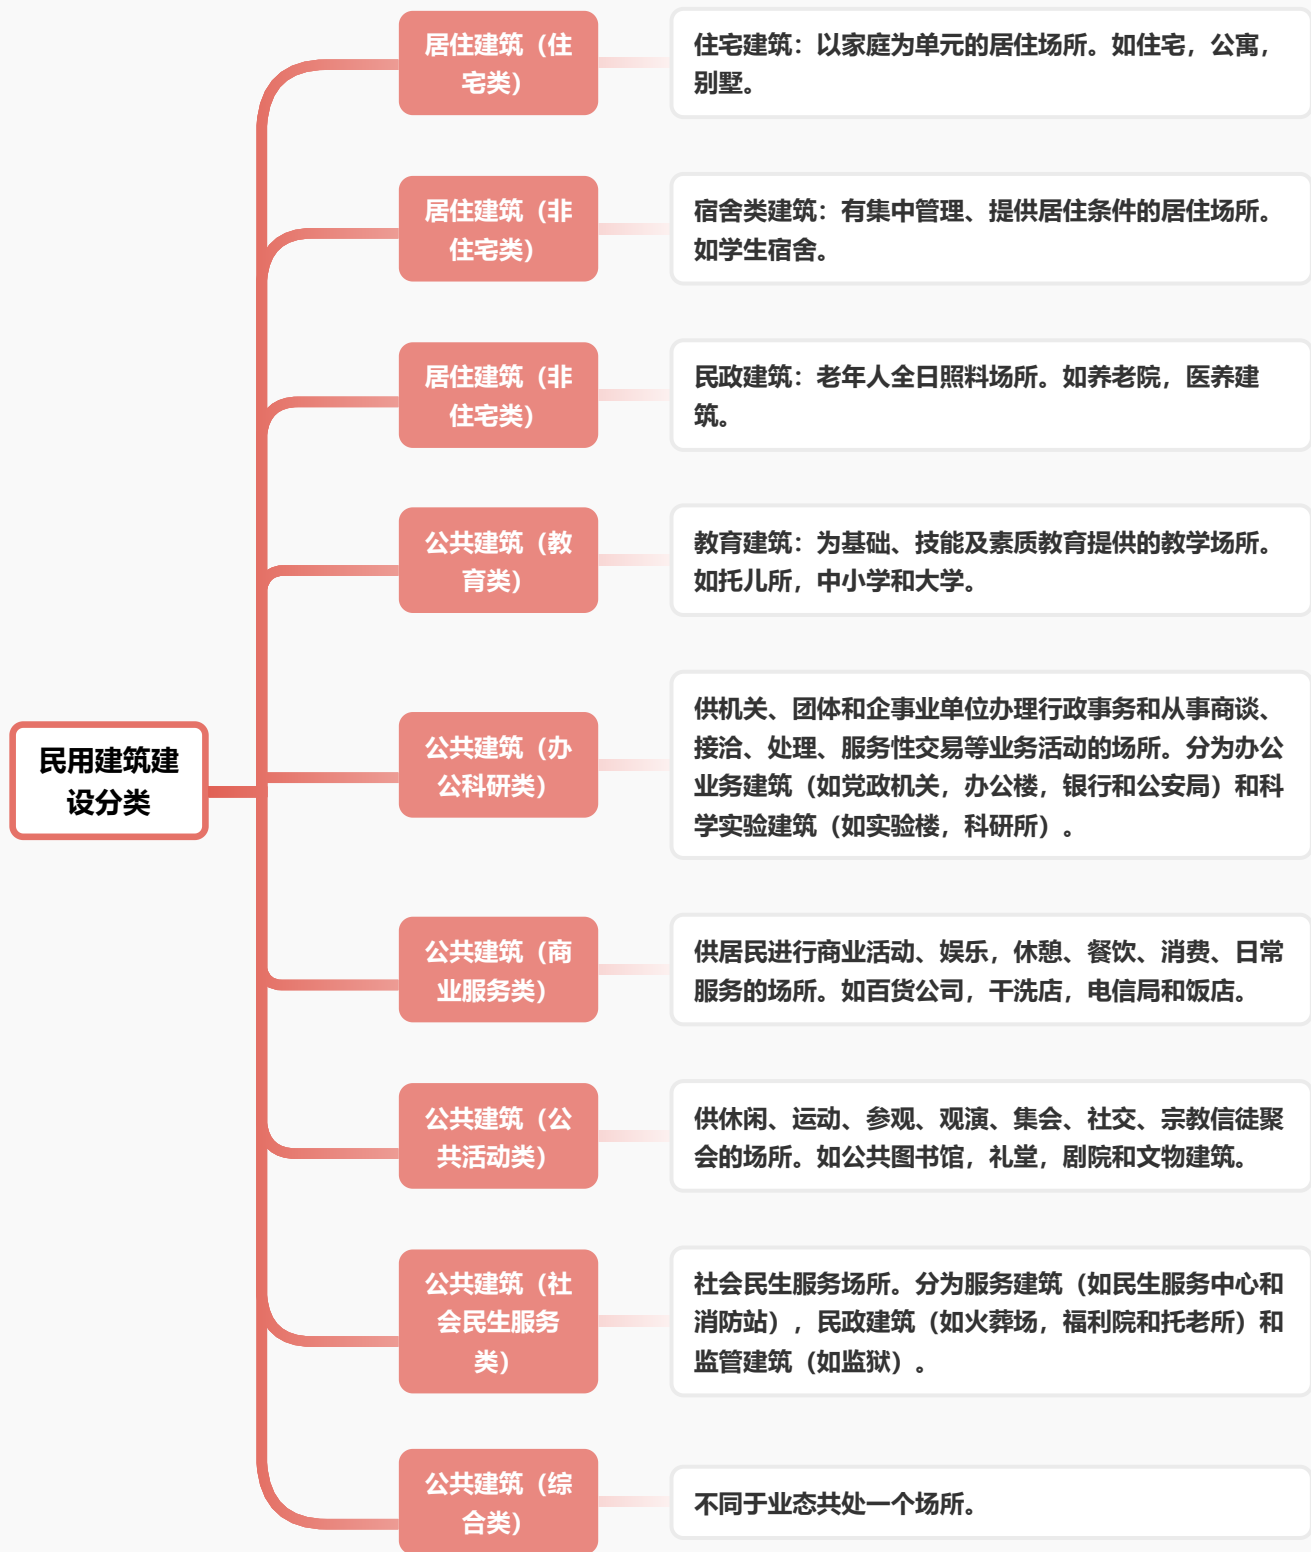 居住建筑（住
宅类）
住宅建筑：以家庭为单元的居住场所。如住宅，公寓，
别墅。
居住建筑（非
住宅类）
宿舍类建筑：有集中管理、提供居住条件的居住场所。
如学生宿舍。
居住建筑（非
住宅类）
民政建筑：老年人全日照料场所。如养老院，医养建
筑。
公共建筑（教
育类）
教育建筑：为基础、技能及素质教育提供的教学场所。
如托儿所，中小学和大学。
民用建筑建
设分类
公共建筑（办
公科研类）
供机关、团体和企事业单位办理行政事务和从事商谈、
接洽、处理、服务性交易等业务活动的场所。分为办公
业务建筑（如党政机关，办公楼，银行和公安局）和科
学实验建筑（如实验楼，科研所）。
公共建筑（商
业服务类）
供居民进行商业活动、娱乐，休憩、餐饮、消费、日常
服务的场所。如百货公司，干洗店，电信局和饭店。
公共建筑（公
共活动类）
供休闲、运动、参观、观演、集会、社交、宗教信徒聚
会的场所。如公共图书馆，礼堂，剧院和文物建筑。
公共建筑（社
会民生服务
类）
社会民生服务场所。分为服务建筑（如民生服务中心和
消防站），民政建筑（如火葬场，福利院和托老所）和
监管建筑（如监狱）。
公共建筑（综
合类）
不同于业态共处一个场所。